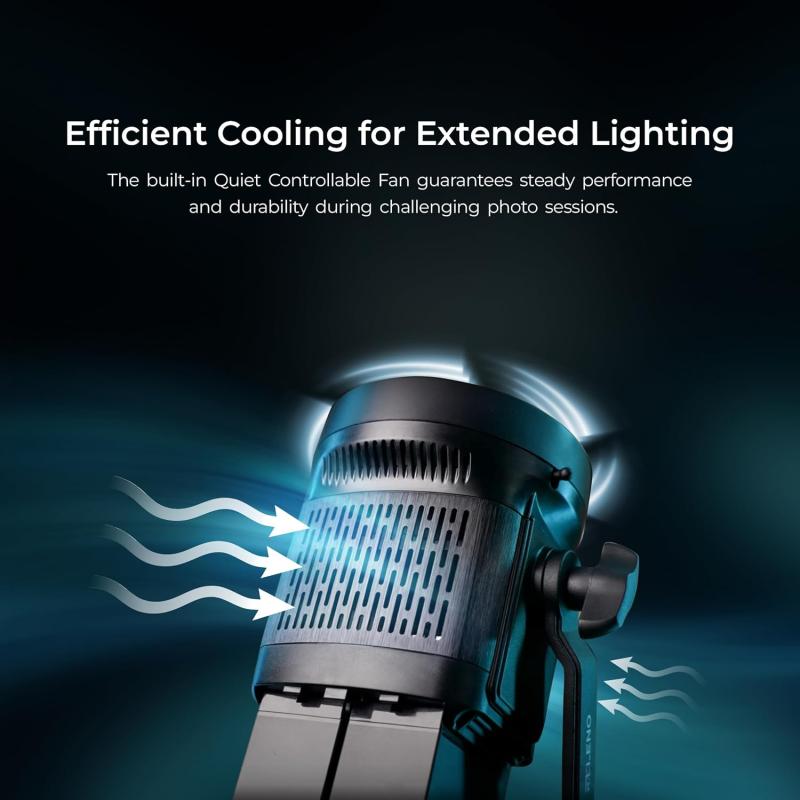 Efficient Cooling for Extended Lighting
The built-in Quiet Controllable Fan guarantees steady performance
and durability during challenging photo sessions.